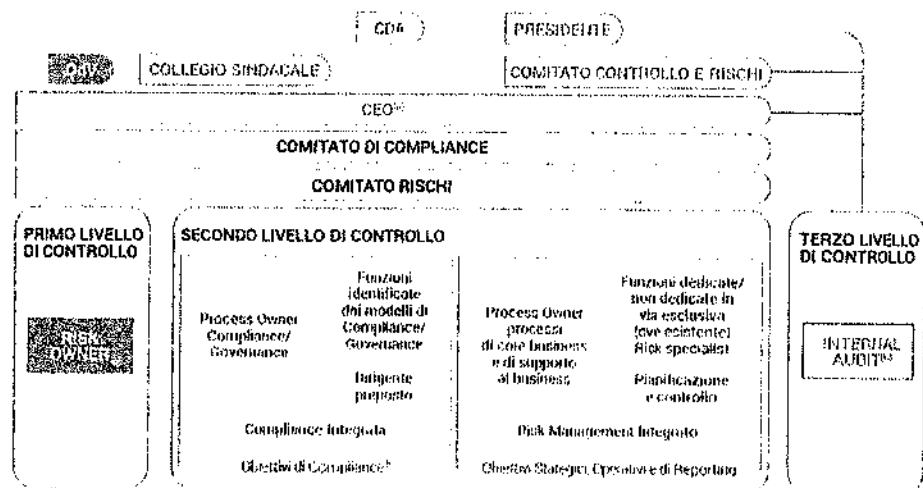 CDA
PRESIDENTE
OdV
COLLEGIO SINDACALE
COMITATO CONTROLLO E RISCHI
CEO
COMITATO DI COMPLIANCE
COMITATO RISCHI
PRIMO LIVELLO
DI CONTROLLO
RISK
OWNER
SECONDO LIVELLO DI CONTROLLO
Process Owner
Compliance/
Governance
Funzioni
identificate
dai modelli di
Compliance/
Governance
Dirigente
preposto
Compliance Integrata
Obiettivi di Compliance
Process Owner
processi
di core business
e di supporto
al business
Funzioni dedicate/
non dedicate in
via esclusiva
(ove esistente)
Risk specialist
Pianificazione
e controllo
Risk Management Integrato
Obiettivi Stategici, Operativi e di Reporting
TERZO LIVELLO
DI CONTROLLO
INTERNAL
AUDIT